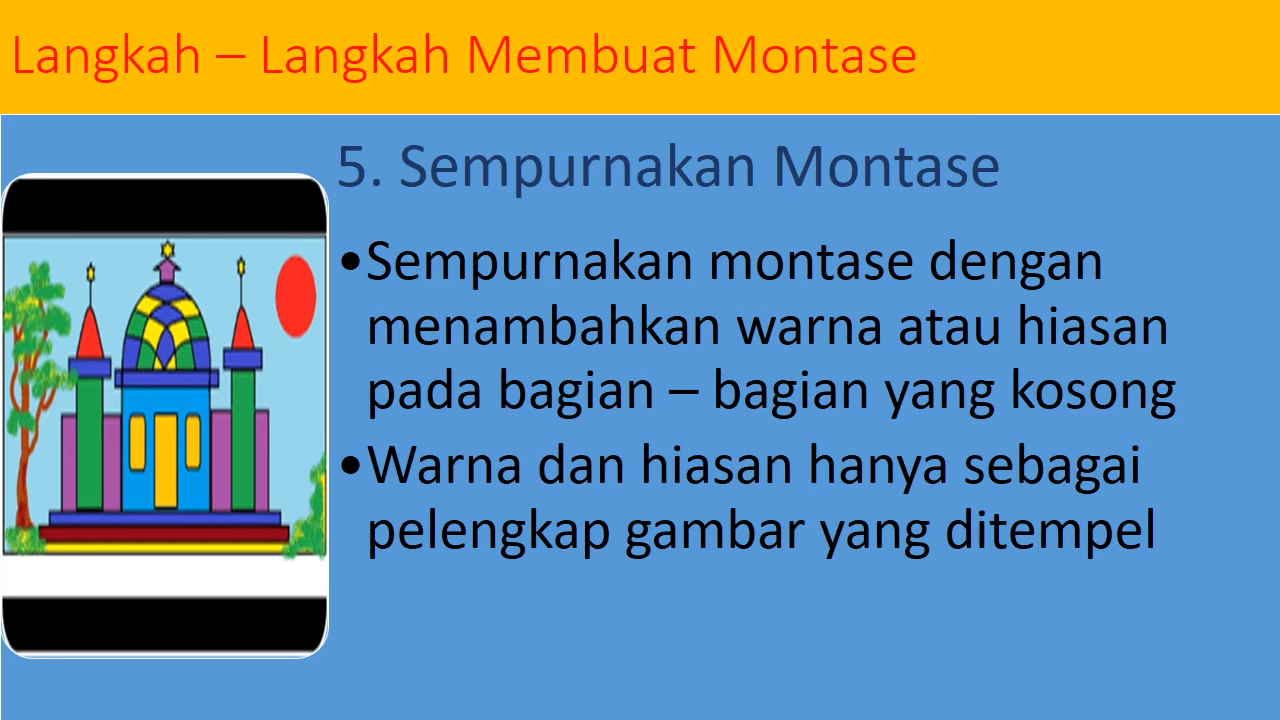 Langkah – Langkah Membuat Montase
5. Sempurnakan Montase
•Sempurnakan montase dengan
menambahkan warna atau hiasan
pada bagian – bagian yang kosong
•Warna dan hiasan hanya sebagai
pelengkap gambar yang ditempel